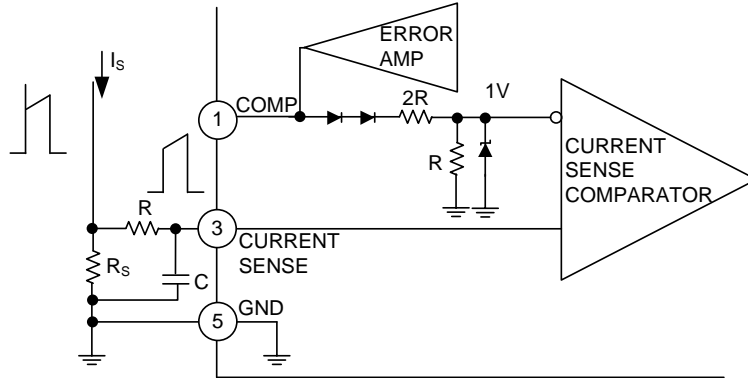 ERROR
AMP
I_S
COMP
2R
1V
1
R
CURRENT
SENSE
COMPARATOR
R
3
CURRENT
SENSE
R_S
C
GND
5